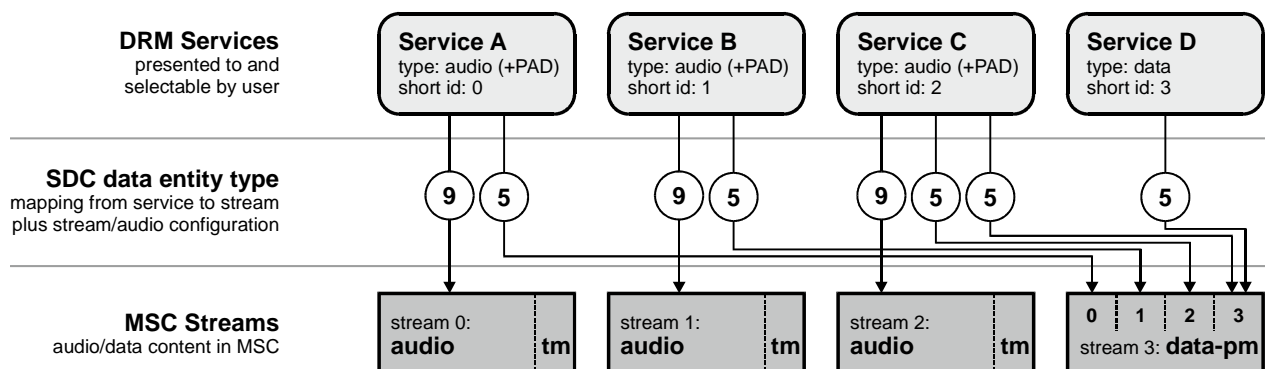 DRM Services
presented to and
selectable by user
Service A
type: audio (+PAD)
short id: 0
Service B
type: audio (+PAD)
short id: 1
Service C
type: audio (+PAD)
short id: 2
Service D
type: data
short id: 3
SDC data entity type
mapping from service to stream
plus stream/audio configuration
9
5
9
5
9
5
5
5
MSC Streams
audio/data content in MSC
stream 0:
audio
tm
stream 1:
audio
tm
stream 2:
audio
tm
0 1 2 3
stream 3: data-pm